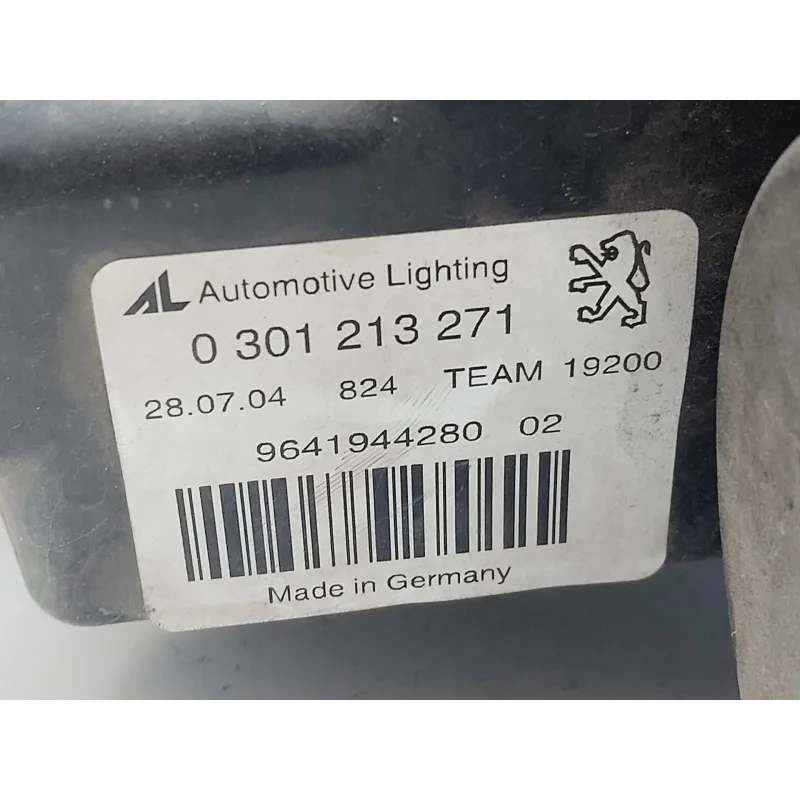 AL Automotive Lighting
0 301 213 271
28.07.04 824 TEAM 19200
9641944280 02
Made in Germany